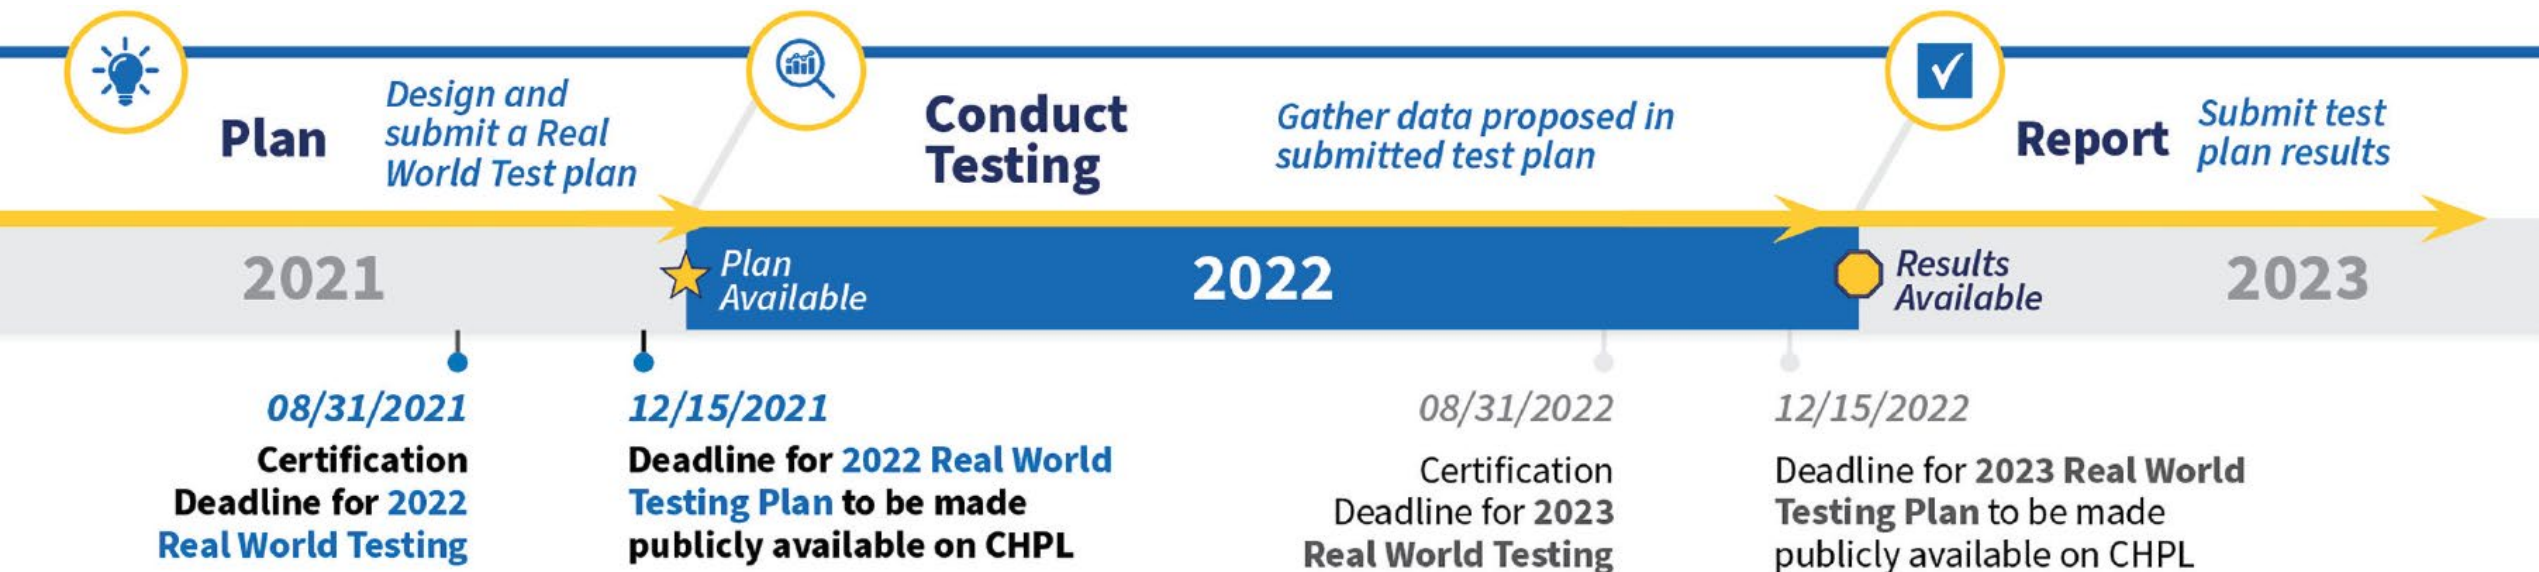 Plan
Design and
submit a Real
World Test plan
Conduct
Testing
Gather data proposed in
submitted test plan
Report
Submit test
plan results
2021
Plan
Available
2022
Results
Available
2023
08/31/2021
Certification
Deadline for 2022
Real World Testing
12/15/2021
Deadline for 2022 Real World
Testing Plan to be made
publicly available on CHPL
08/31/2022
Certification
Deadline for 2023
Real World Testing
12/15/2022
Deadline for 2023 Real World
Testing Plan to be made
publicly available on CHPL